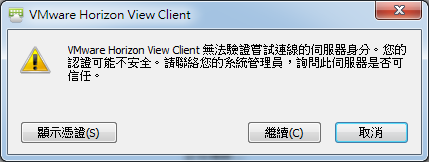 VMware Horizon View Client
VMware Horizon View Client 無法驗證嘗試連線的伺服器身分。您的
認證可能不安全。請聯絡您的系統管理員，詢問此伺服器是否可
信任。
顯示憑證(S) 繼續(C) 取消